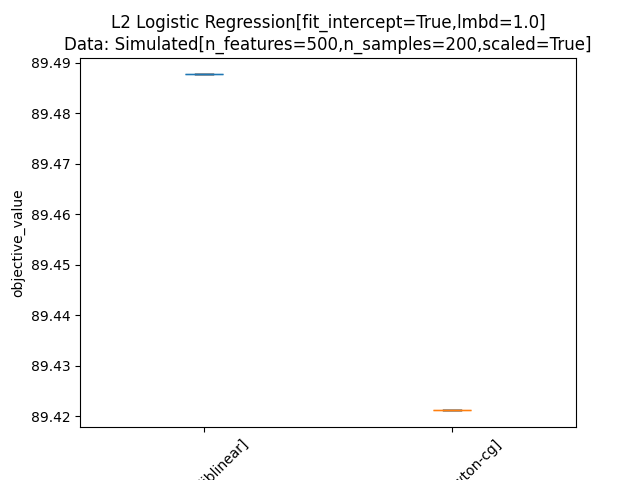 L2 Logistic Regression[fit_intercept=True,lmbd=1.0]
Data: Simulated[n_features=500,n_samples=200,scaled=True]
objective_value
89.49
89.48
89.47
89.46
89.45
89.44
89.43
89.42
iblinear]
ton-cg]